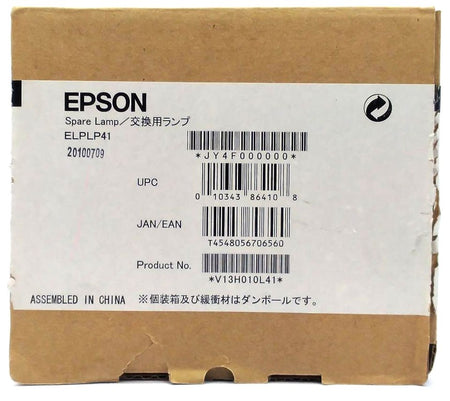 EPSON
Spare Lamp／交換用ランプ
ELPLP41
20100709
*JY4F000000*
UPC
0 10343 86410 8
JAN/EAN
T4548056706560
Product No.
*V13H010L41*
ASSEMBLED IN CHINA ※個装箱及び緩衝材はダンボールです。